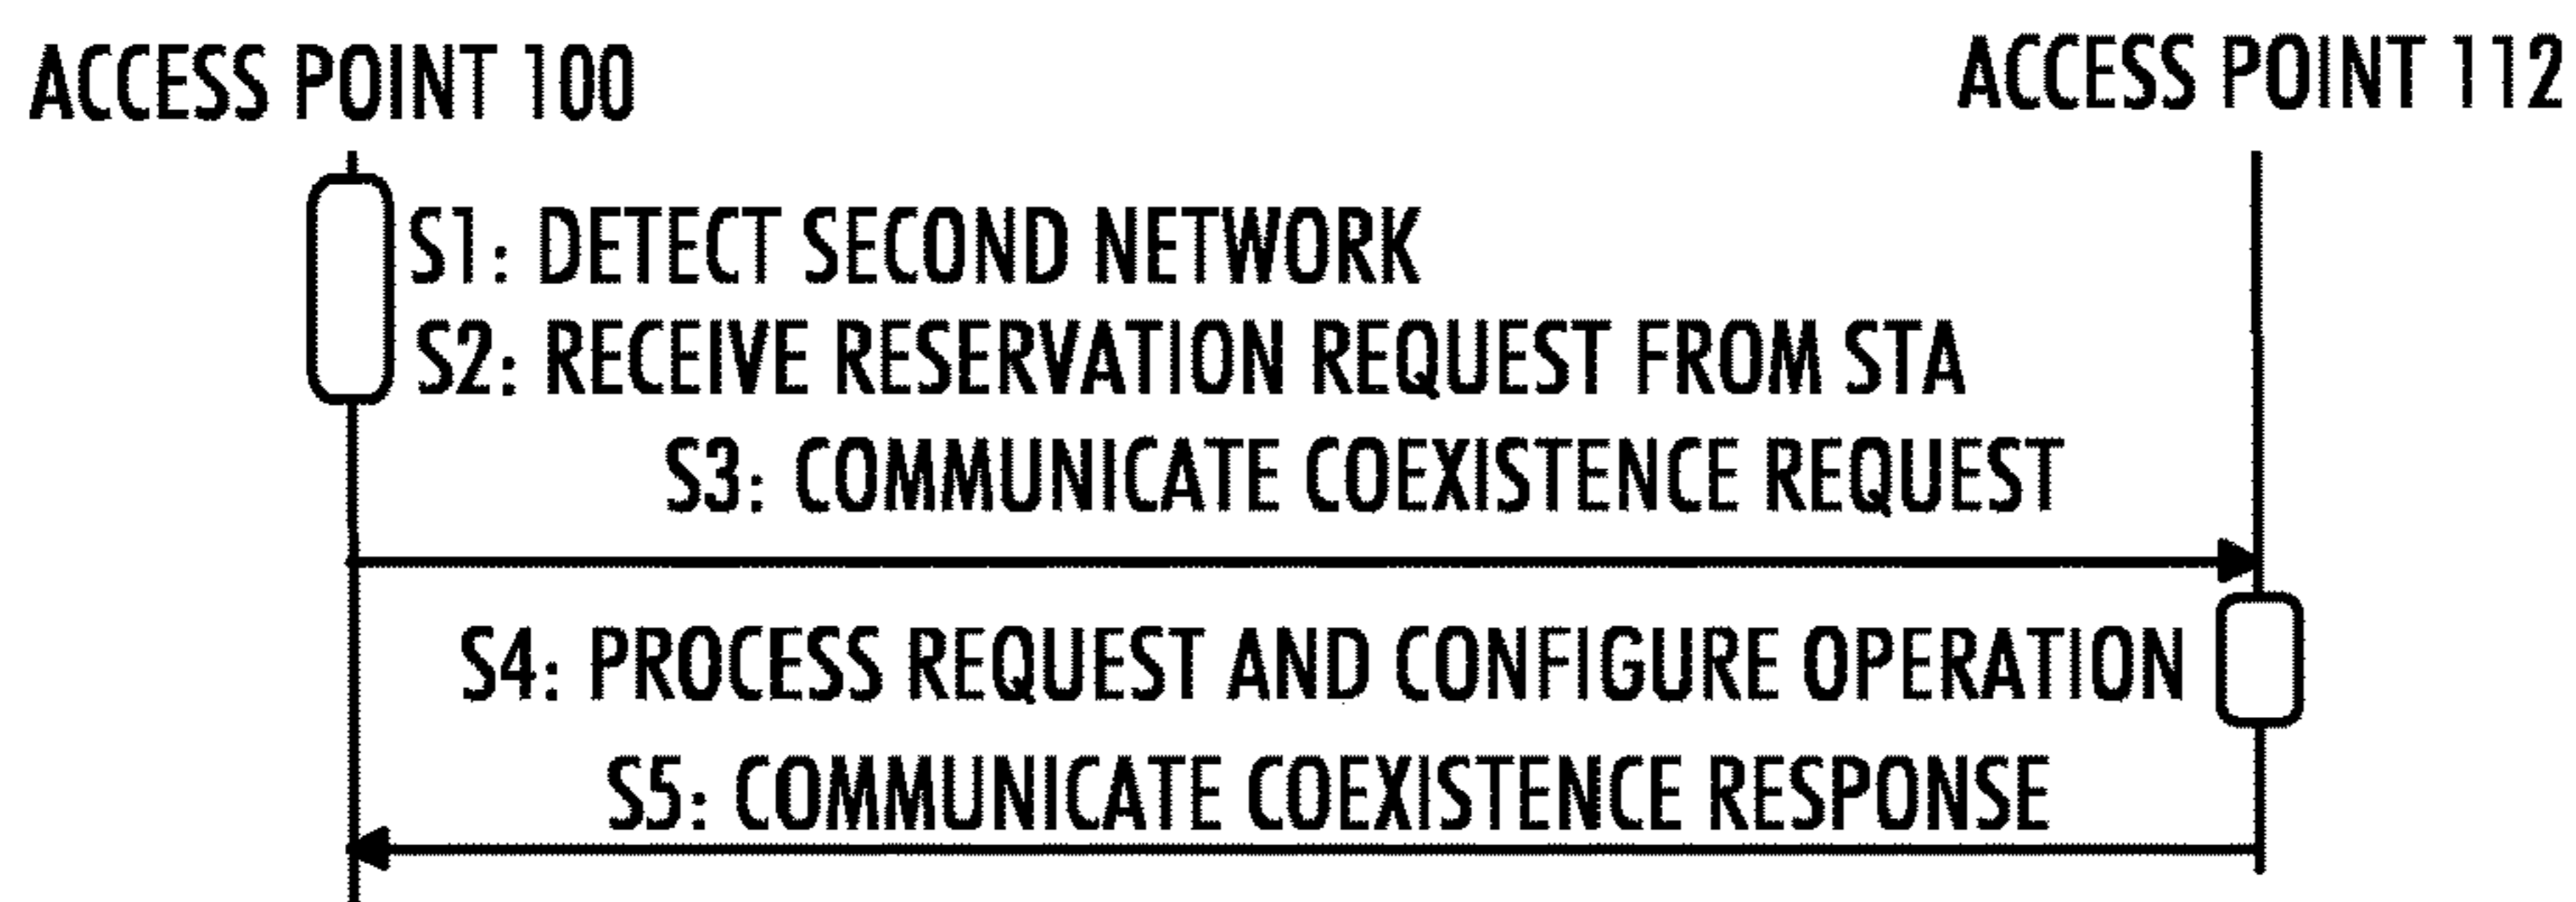 ACCESS POINT 100
ACCESS POINT 112
S1: DETECT SECOND NETWORK
S2: RECEIVE RESERVATION REQUEST FROM STA
S3: COMMUNICATE COEXISTENCE REQUEST
S4: PROCESS REQUEST AND CONFIGURE OPERATION
S5: COMMUNICATE COEXISTENCE RESPONSE